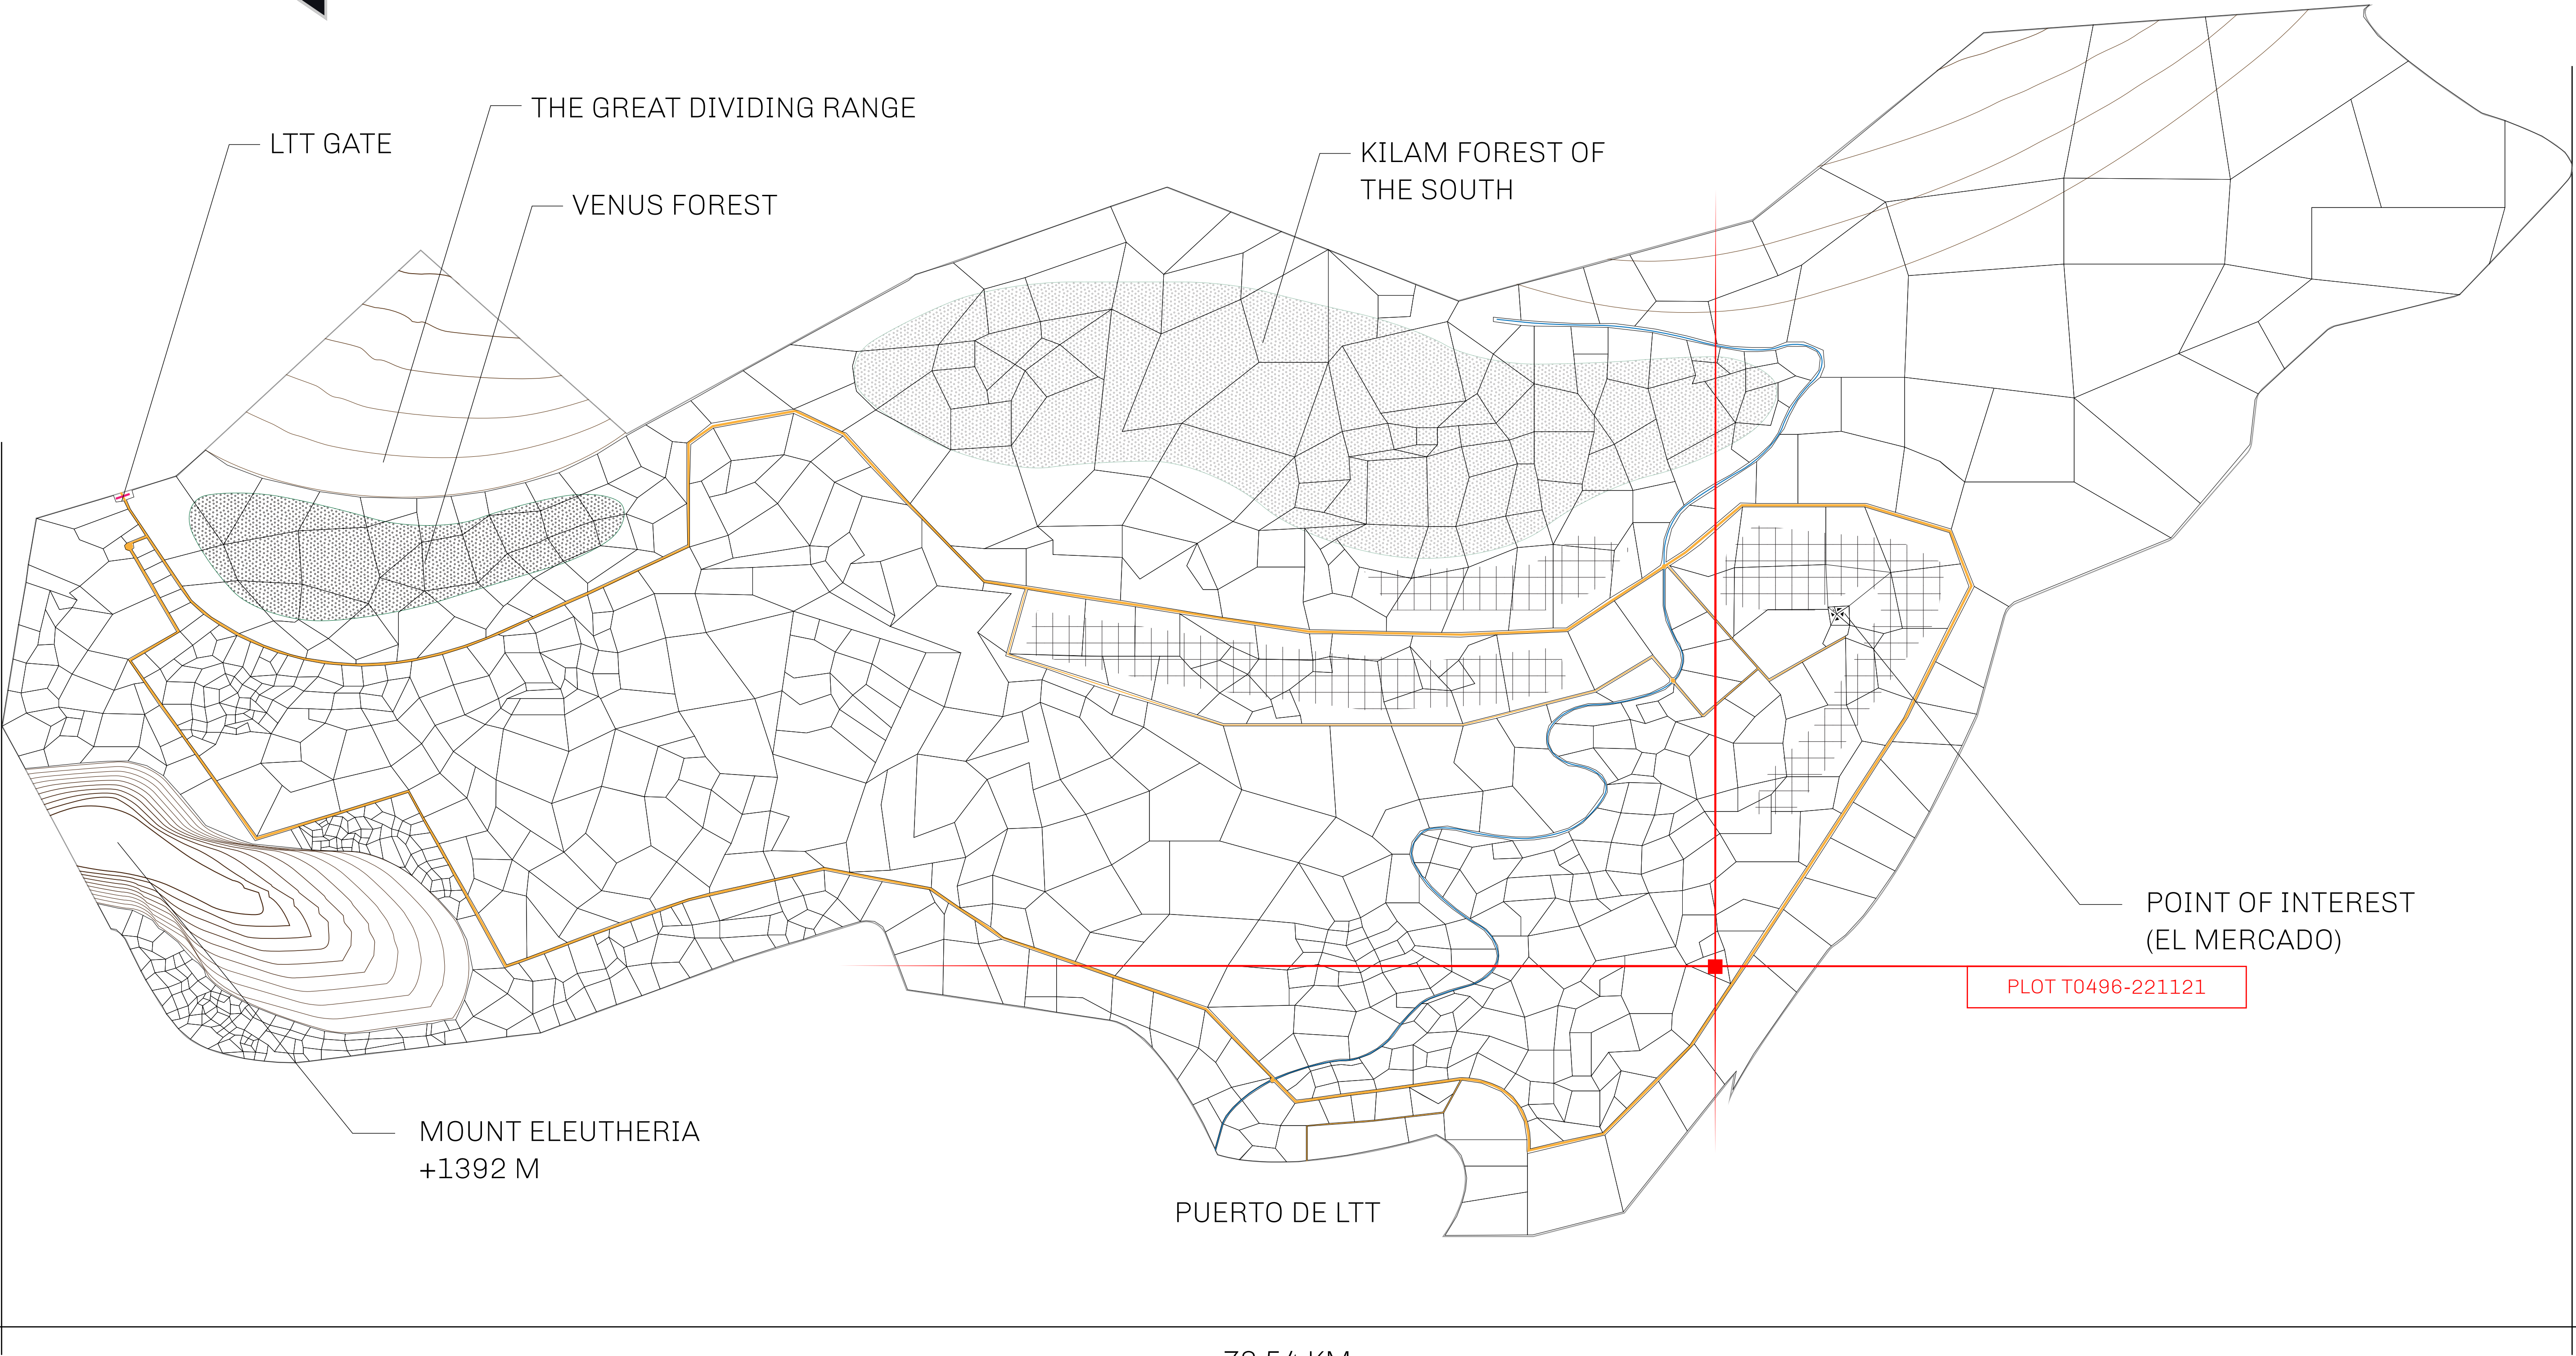 THE GREAT DIVIDING RANGE
LTT GATE
VENUS FOREST
KILAM FOREST OF
THE SOUTH
POINT OF INTEREST
(EL MERCADO)
PLOT T0496-221121
MOUNT ELEUTHERIA
+1392 M
PUERTO DE LTT
KM